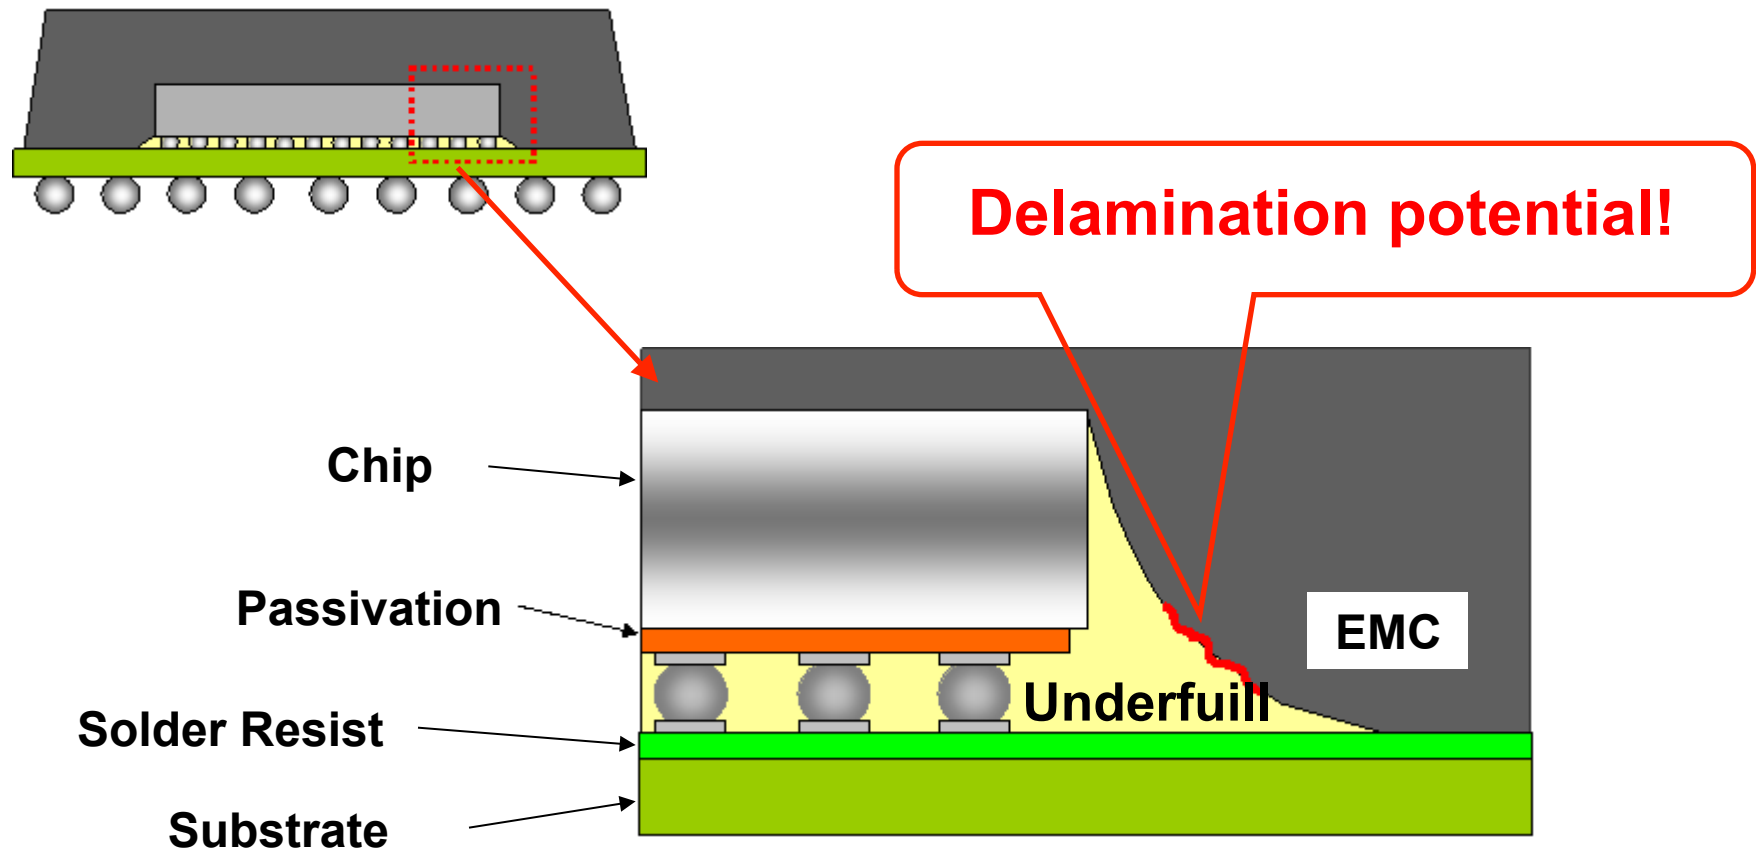 Delamination potential!
Chip
Passivation
EMC
Underfuill
Solder Resist
Substrate